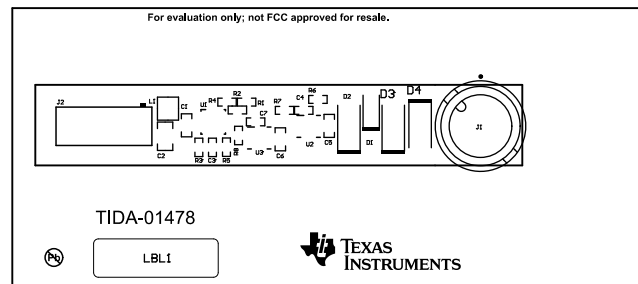 For evaluation only; not FCC approved for resale.
J2
L1
C1
C2
U1
R4
R2
R1
C7
R3
C3
R5
U3
C6
R7
C4
R6
U2
C5
D2
D1
D3
D4
J1
TIDA-01478
Pb
LBL1
TEXAS
INSTRUMENTS